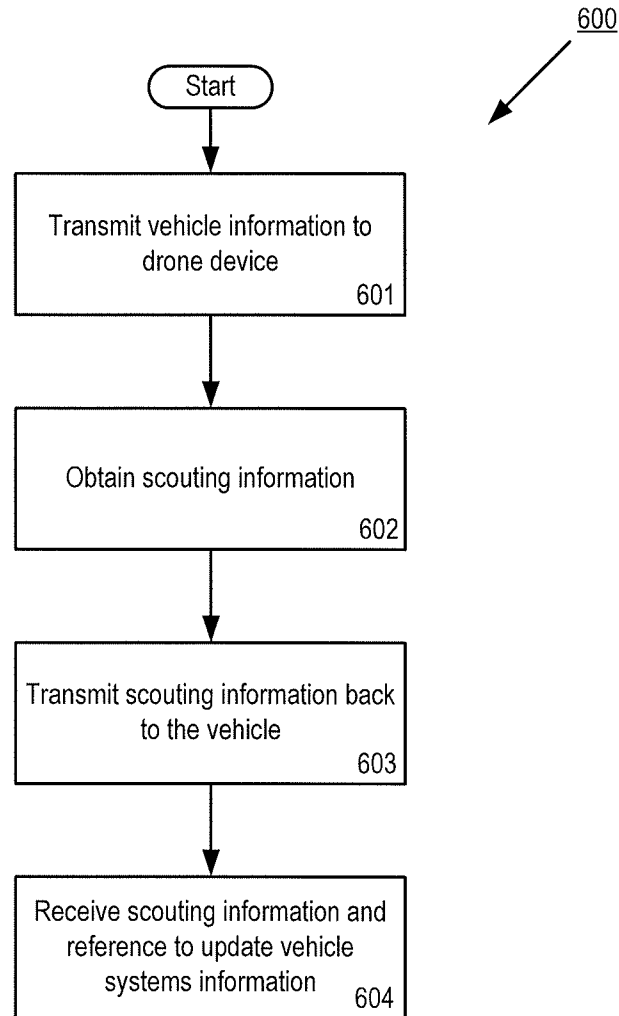 600
Start
Transmit vehicle information to
drone device
601
Obtain scouting information
602
Transmit scouting information back
to the vehicle
603
Receive scouting information and
reference to update vehicle
systems information
604